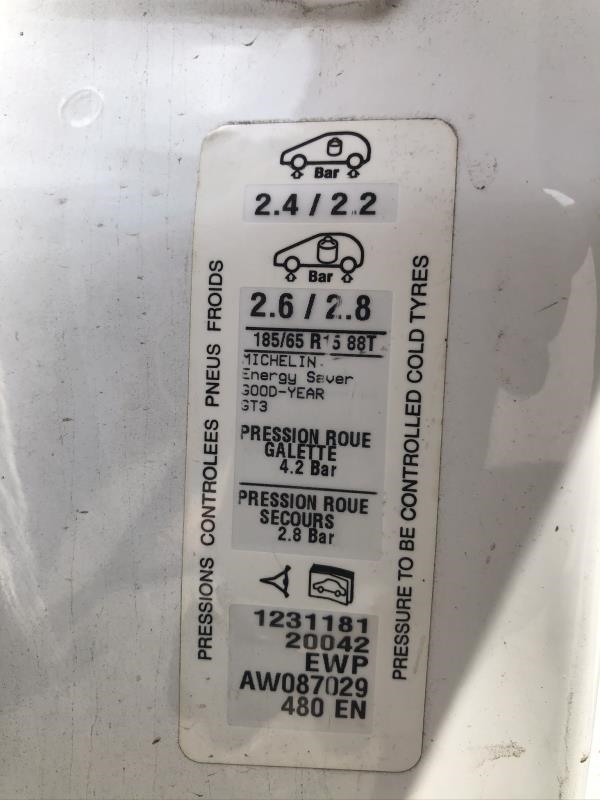 Bar
2.4 / 2.2
Bar
2.6 / 2.8
185/65 R15 88T
MICHELIN
Energy Saver
GOOD-YEAR
GT3
PRESSION ROUE
GALETTE
4.2 Bar
PRESSION ROUE
SECOURS
2.8 Bar
1231181
20042
EWP
AW087029
480 EN
PRESSIONS CONTROLEES PNEUS FROIDS
PRESSURE TO BE CONTROLLED COLD TYRES